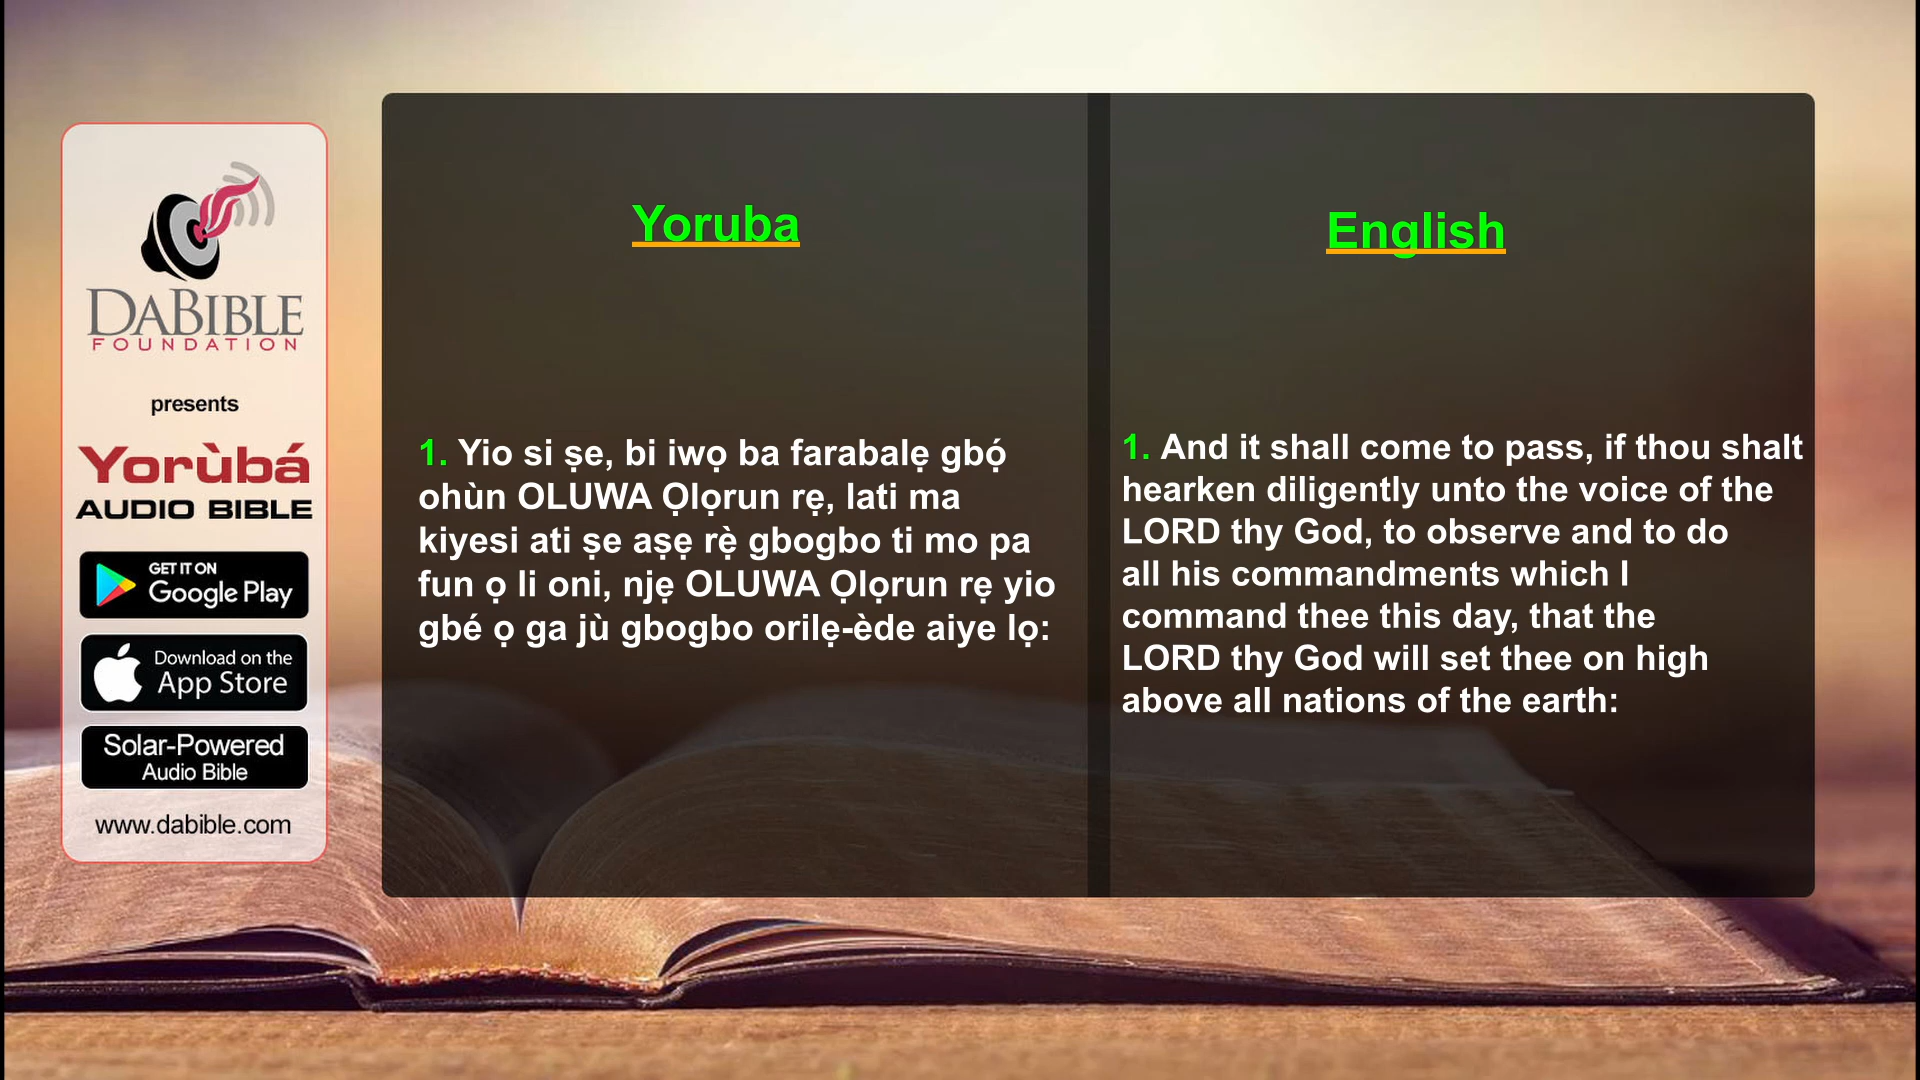 DABIBLE
FOUNDATION
presents
Yorùbá
AUDIO BIBLE
GET IT ON
Google Play
Download on the
App Store
Solar-Powered
Audio Bible
www.dabible.com
Yoruba
1. Yio si ṣe, bi iwọ ba farabalẹ gbọ́
ohùn OLUWA Ọlọrun rẹ, lati ma
kiyesi ati ṣe aṣẹ rẹ̀ gbogbo ti mo pa
fun ọ li oni, njẹ OLUWA Ọlọrun rẹ yio
gbé ọ ga jù gbogbo orilẹ-ède aiye lọ:
English
1. And it shall come to pass, if thou shalt
hearken diligently unto the voice of the
LORD thy God, to observe and to do
all his commandments which I
command thee this day, that the
LORD thy God will set thee on high
above all nations of the earth: